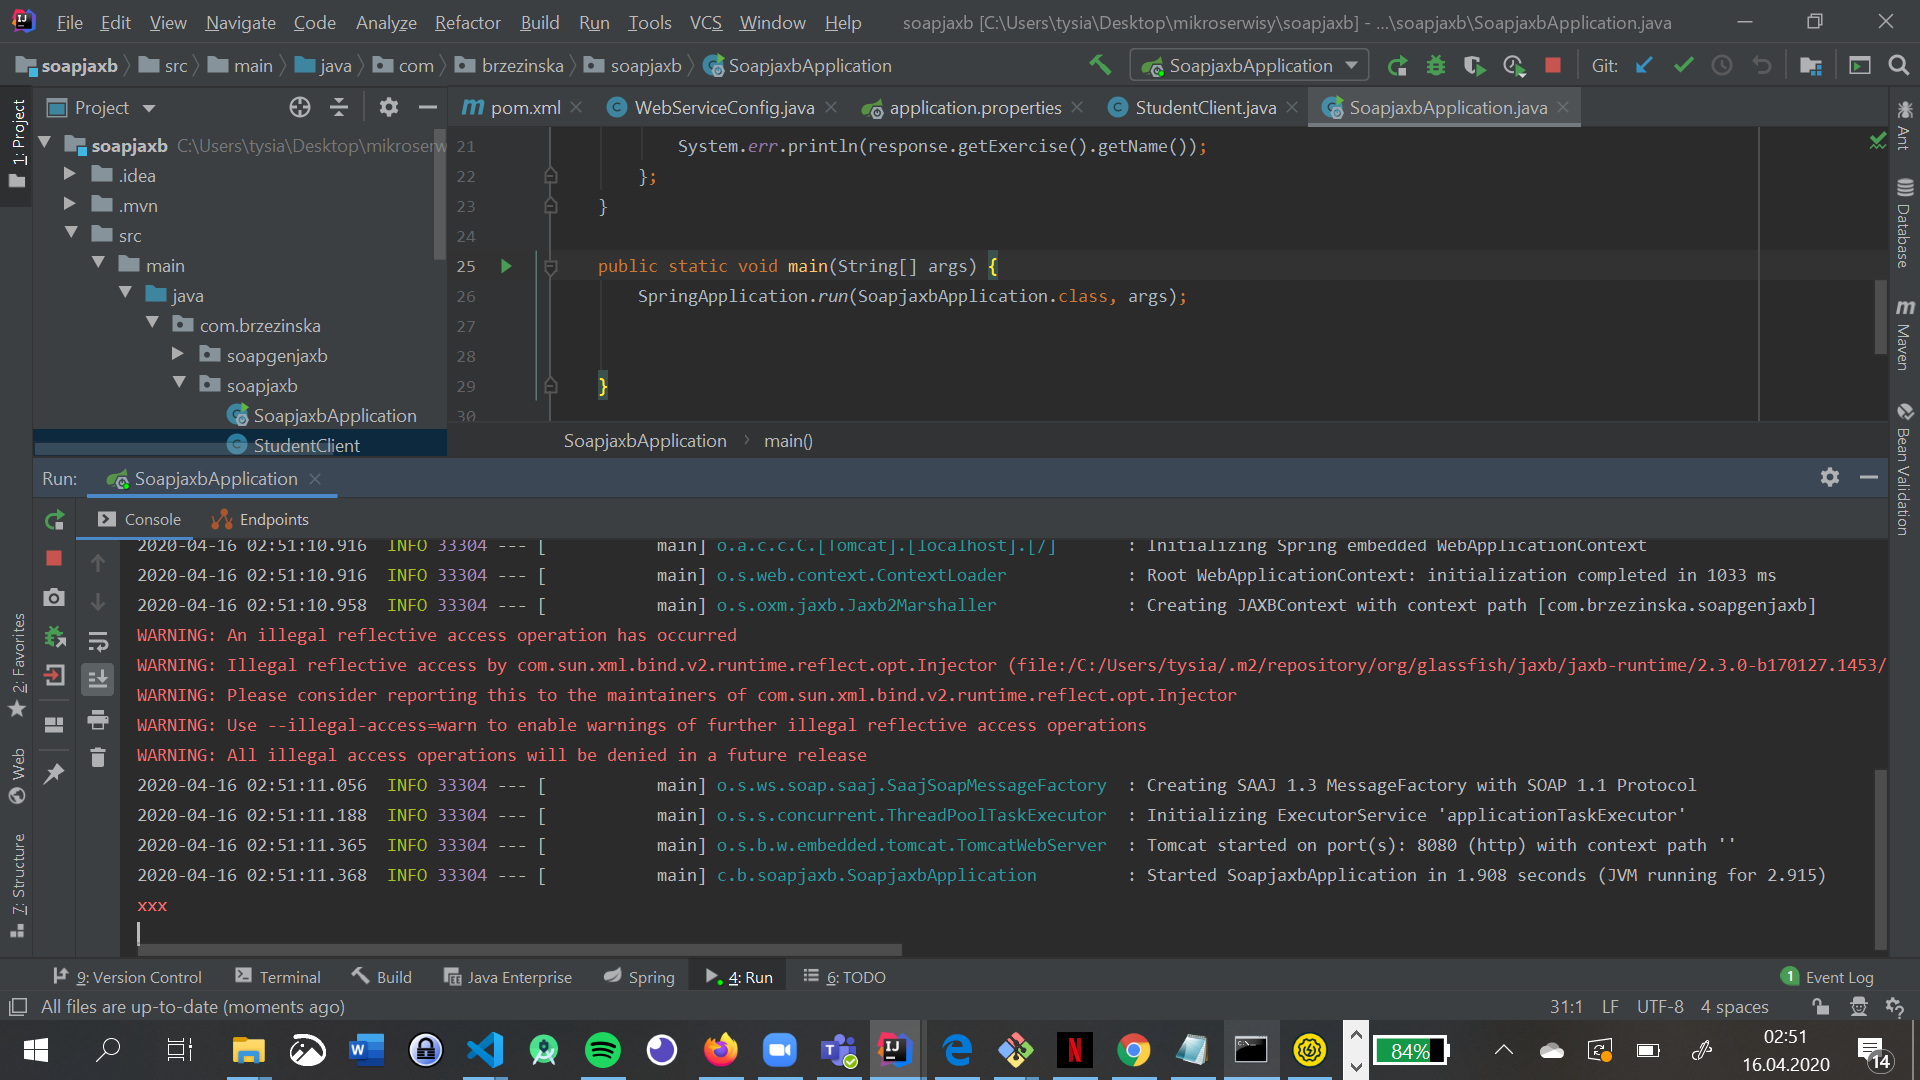 File Edit View Navigate Code Analyze Refactor Build Run Tools VCS Window Help soapjaxb [C:\Users\tysia\Desktop\mikroserwisy\soapjaxb] - ...\soapjaxb\SoapjaxbApplication.java
soapjaxb src main java com brzezinska soapjaxb SoapjaxbApplication SoapjaxbApplication Git:
1: Project
Project
pom.xml WebServiceConfig.java application.properties StudentClient.java SoapjaxbApplication.java
soapjaxb C:\Users\tysia\Desktop\mikroserw
.idea
.mvn
src
main
java
com.brzezinska
soapgenjaxb
soapjaxb
SoapjaxbApplication
StudentClient
21 System.err.println(response.getExercise().getName());
22 };
23 }
24
25 public static void main(String[] args) {
26 SpringApplication.run(SoapjaxbApplication.class, args);
27
28
29 }
30
SoapjaxbApplication › main()
Ant
Database
Maven
Bean Validation
Run: SoapjaxbApplication
Console Endpoints
2020-04-16 02:51:10.916 INFO 33304 --- [ main] o.a.c.c.C.[Tomcat].[localhost].[/] : Initializing Spring embedded WebApplicationContext
2020-04-16 02:51:10.916 INFO 33304 --- [ main] o.s.web.context.ContextLoader : Root WebApplicationContext: initialization completed in 1033 ms
2020-04-16 02:51:10.958 INFO 33304 --- [ main] o.s.oxm.jaxb.Jaxb2Marshaller : Creating JAXBContext with context path [com.brzezinska.soapgenjaxb]
WARNING: An illegal reflective access operation has occurred
WARNING: Illegal reflective access by com.sun.xml.bind.v2.runtime.reflect.opt.Injector (file:/C:/Users/tysia/.m2/repository/org/glassfish/jaxb/jaxb-runtime/2.3.0-b170127.1453/
WARNING: Please consider reporting this to the maintainers of com.sun.xml.bind.v2.runtime.reflect.opt.Injector
WARNING: Use --illegal-access=warn to enable warnings of further illegal reflective access operations
WARNING: All illegal access operations will be denied in a future release
2020-04-16 02:51:11.056 INFO 33304 --- [ main] o.s.ws.soap.saaj.SaajSoapMessageFactory : Creating SAAJ 1.3 MessageFactory with SOAP 1.1 Protocol
2020-04-16 02:51:11.188 INFO 33304 --- [ main] o.s.s.concurrent.ThreadPoolTaskExecutor : Initializing ExecutorService 'applicationTaskExecutor'
2020-04-16 02:51:11.365 INFO 33304 --- [ main] o.s.b.w.embedded.tomcat.TomcatWebServer : Tomcat started on port(s): 8080 (http) with context path ''
2020-04-16 02:51:11.368 INFO 33304 --- [ main] c.b.soapjaxb.SoapjaxbApplication : Started SoapjaxbApplication in 1.908 seconds (JVM running for 2.915)
xxx
2: Favorites
Web
7: Structure
9: Version Control Terminal Build Java Enterprise Spring 4: Run 6: TODO 1 Event Log
All files are up-to-date (moments ago) 31:1 LF UTF-8 4 spaces
84% 02:51
16.04.2020 14